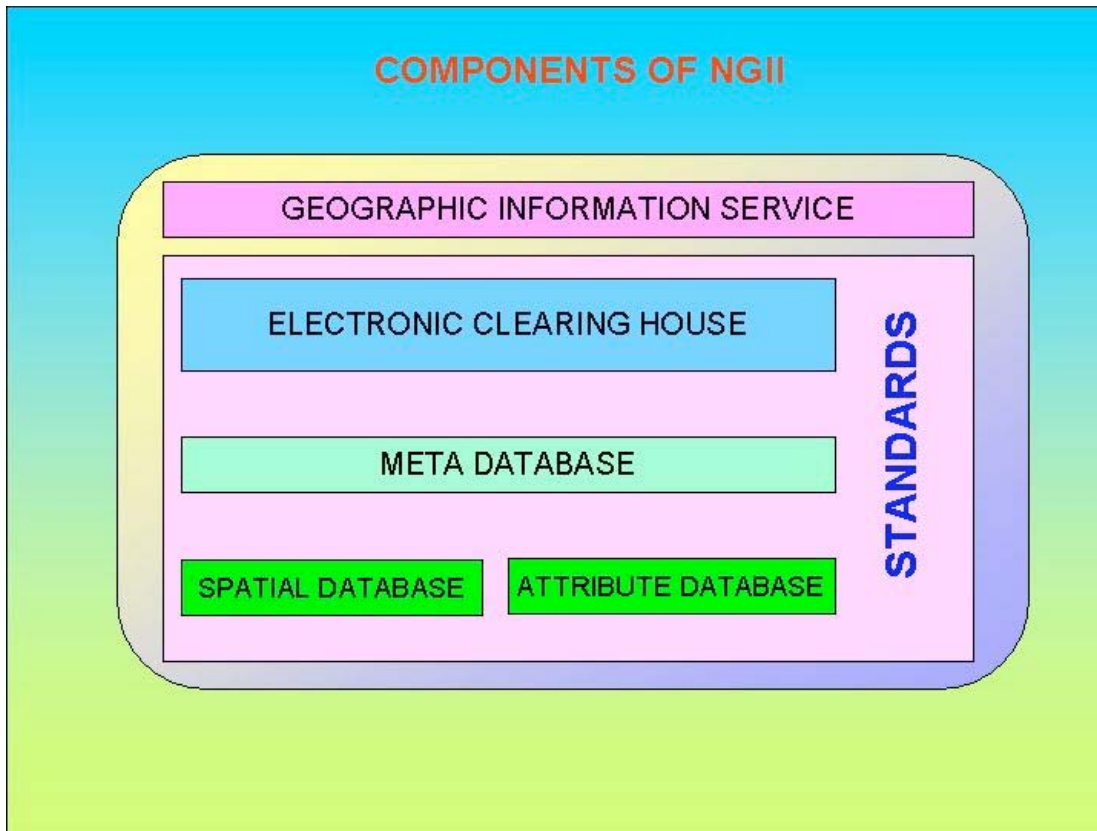 COMPONENTS OF NGII
GEOGRAPHIC INFORMATION SERVICE
ELECTRONIC CLEARING HOUSE
META DATABASE
SPATIAL DATABASE
ATTRIBUTE DATABASE
STANDARDS